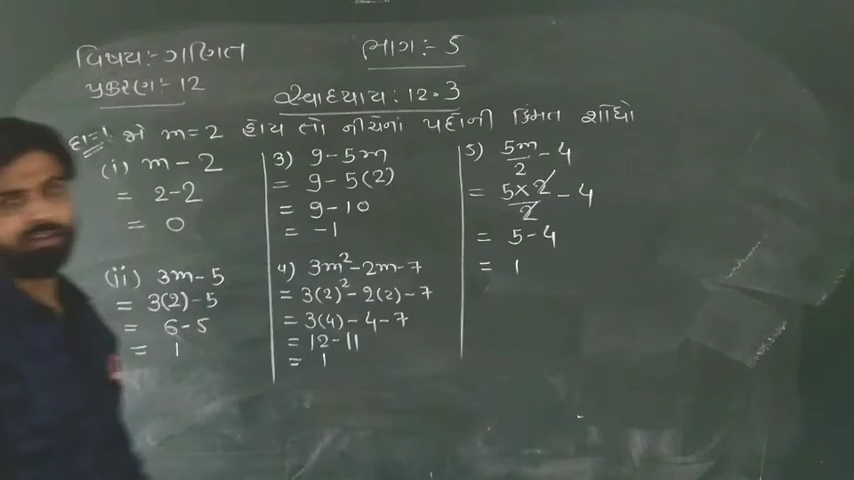 વિષય:- ગણિત
ભાગ:- 5
પ્રકરણ:- 12
સ્વાધ્યાય: 12.3
દા=1. જો m=2 હોય તો નીચેનાં પદોની કિંમત શોધો
(i) m - 2
= 2-2
= 0
(ii) 3m-5
= 3(2)-5
= 6-5
= 1
3) 9-5m
= 9-5(2)
= 9-10
= -1
4) 3m²-2m-7
= 3(2)²-2(2)-7
= 3(4)-4-7
= 12-11
= 1
5) 5m/2 - 4
= 5×2/2 - 4
= 5-4
= 1